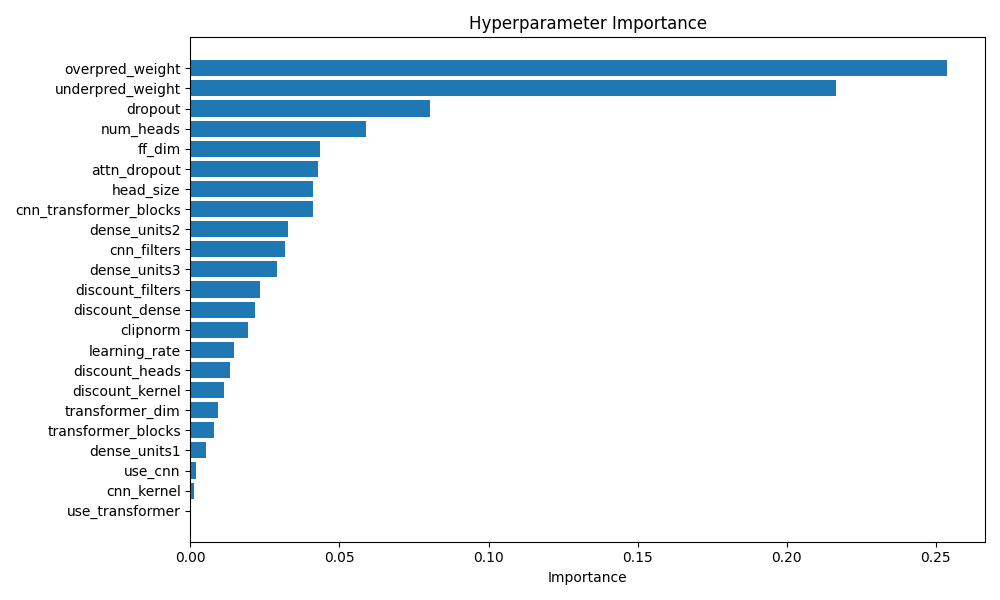 Hyperparameter Importance
overpred_weight
underpred_weight
dropout
num_heads
ff_dim
attn_dropout
head_size
cnn_transformer_blocks
dense_units2
cnn_filters
dense_units3
discount_filters
discount_dense
clipnorm
learning_rate
discount_heads
discount_kernel
transformer_dim
transformer_blocks
dense_units1
use_cnn
cnn_kernel
use_transformer
0.00 0.05 0.10 0.15 0.20 0.25
Importance